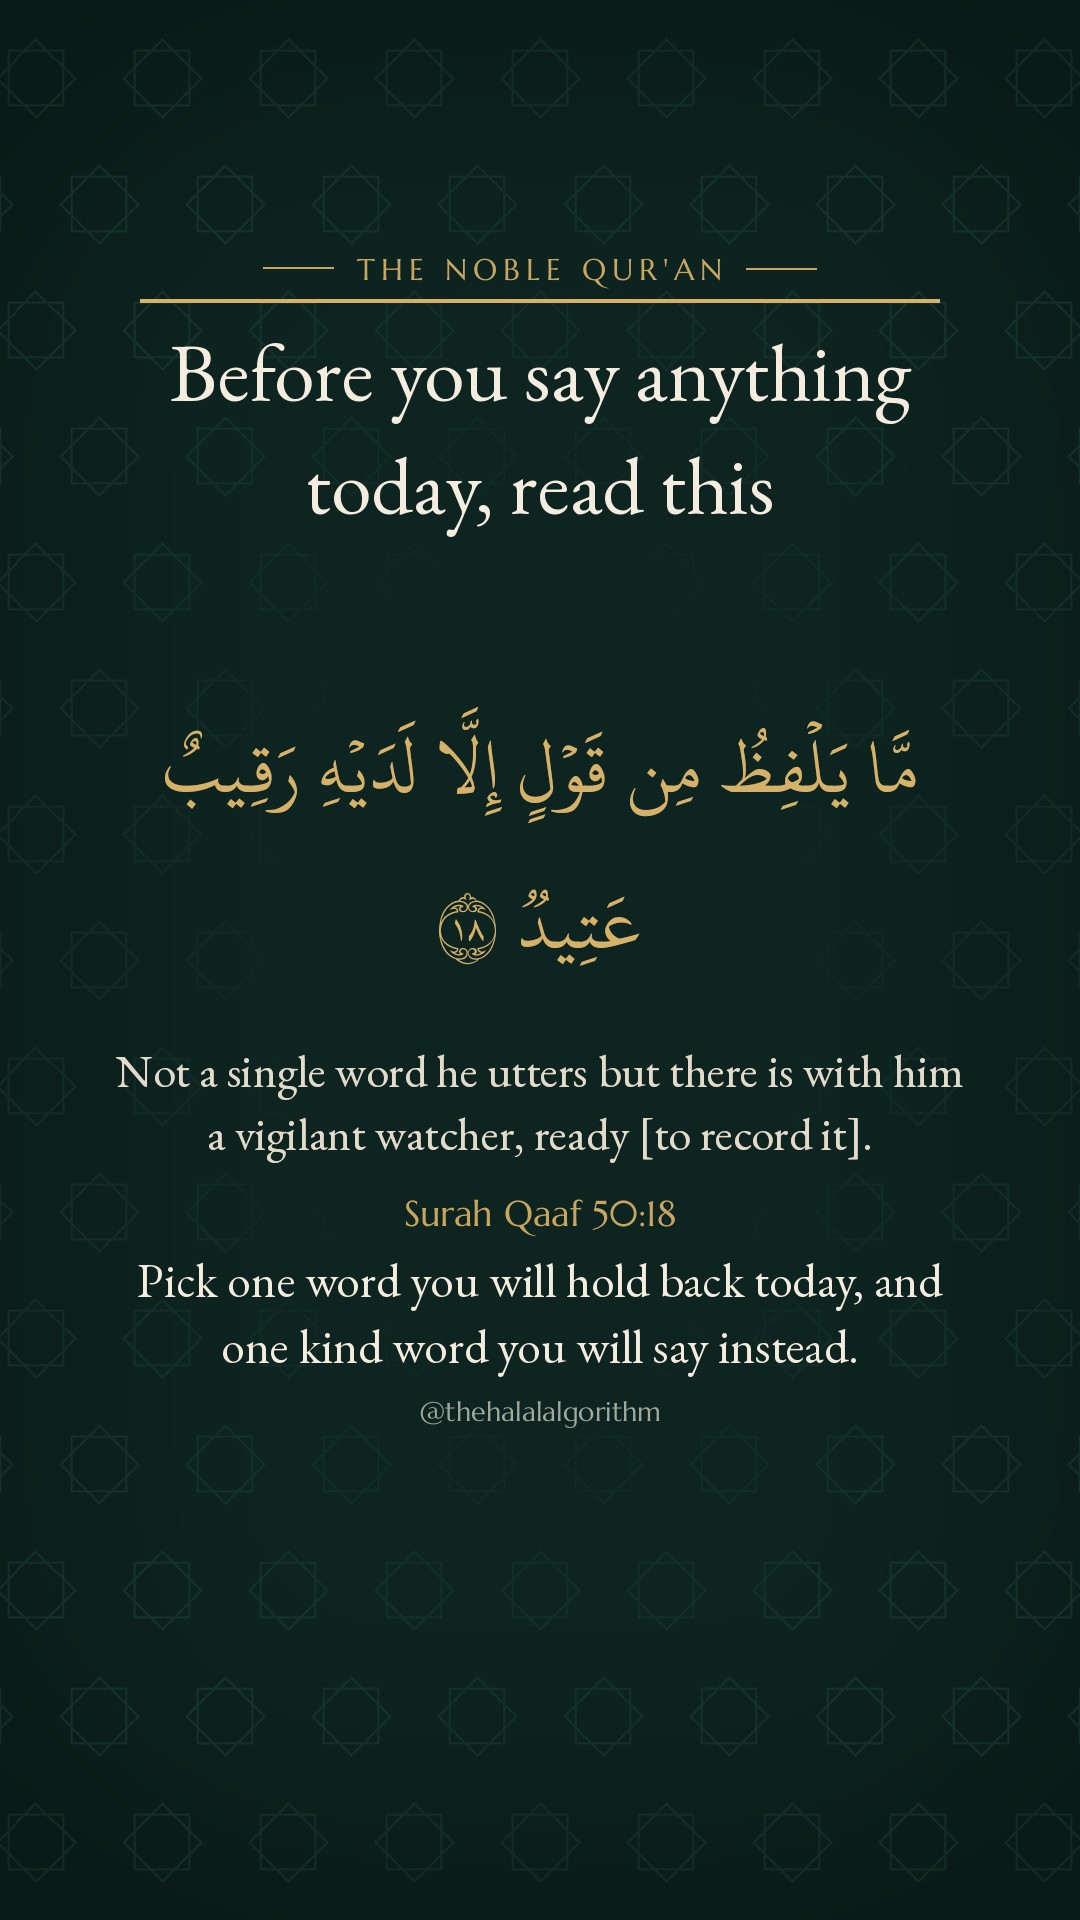 THE NOBLE QUR'AN
Before you say anything
today, read this
مَّا يَلۡفِظُ مِن قَوۡلٍ إِلَّا لَدَيۡهِ رَقِيبٌ
عَتِيدٞ ١٨
Not a single word he utters but there is with him
a vigilant watcher, ready [to record it].
Surah Qaaf 50:18
Pick one word you will hold back today, and
one kind word you will say instead.
@thehalalalgorithm